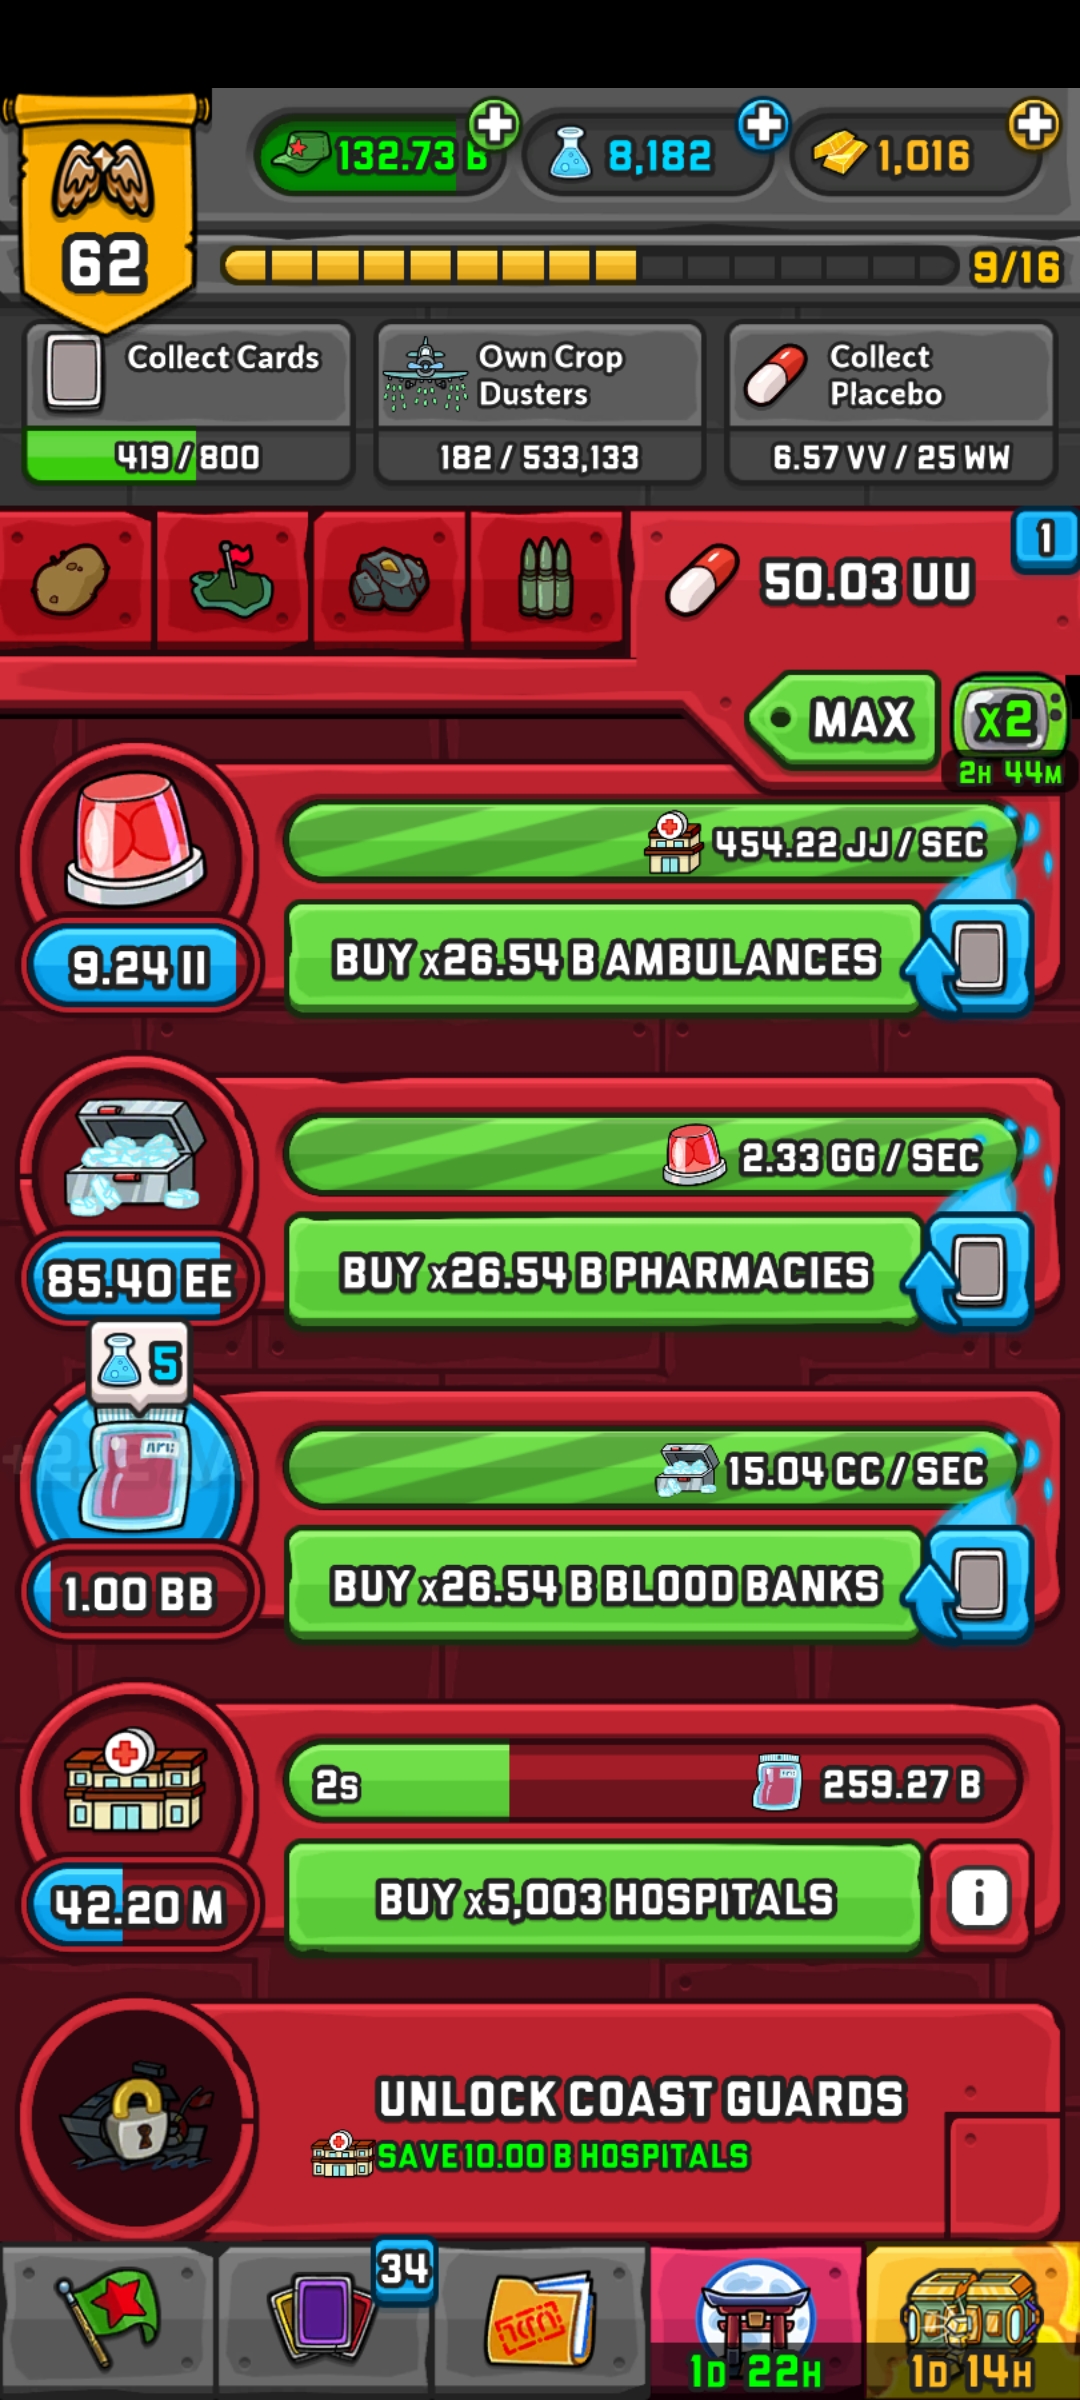 132.73 B
8,182
1,016
62
9/16
Collect Cards
419 / 800
Own Crop
Dusters
182 / 533,133
Collect
Placebo
6.57 VV / 25 WW
50.03 UU
1
MAX
x2
2H 44M
454.22 JJ / SEC
9.24 II
BUY x26.54 B AMBULANCES
2.33 GG / SEC
85.40 EE
BUY x26.54 B PHARMACIES
5
15.04 CC / SEC
1.00 BB
BUY x26.54 B BLOOD BANKS
2s
259.27 B
42.20 M
BUY x5,003 HOSPITALS
i
UNLOCK COAST GUARDS
SAVE 10.00 B HOSPITALS
34
1D 22H
1D 14H